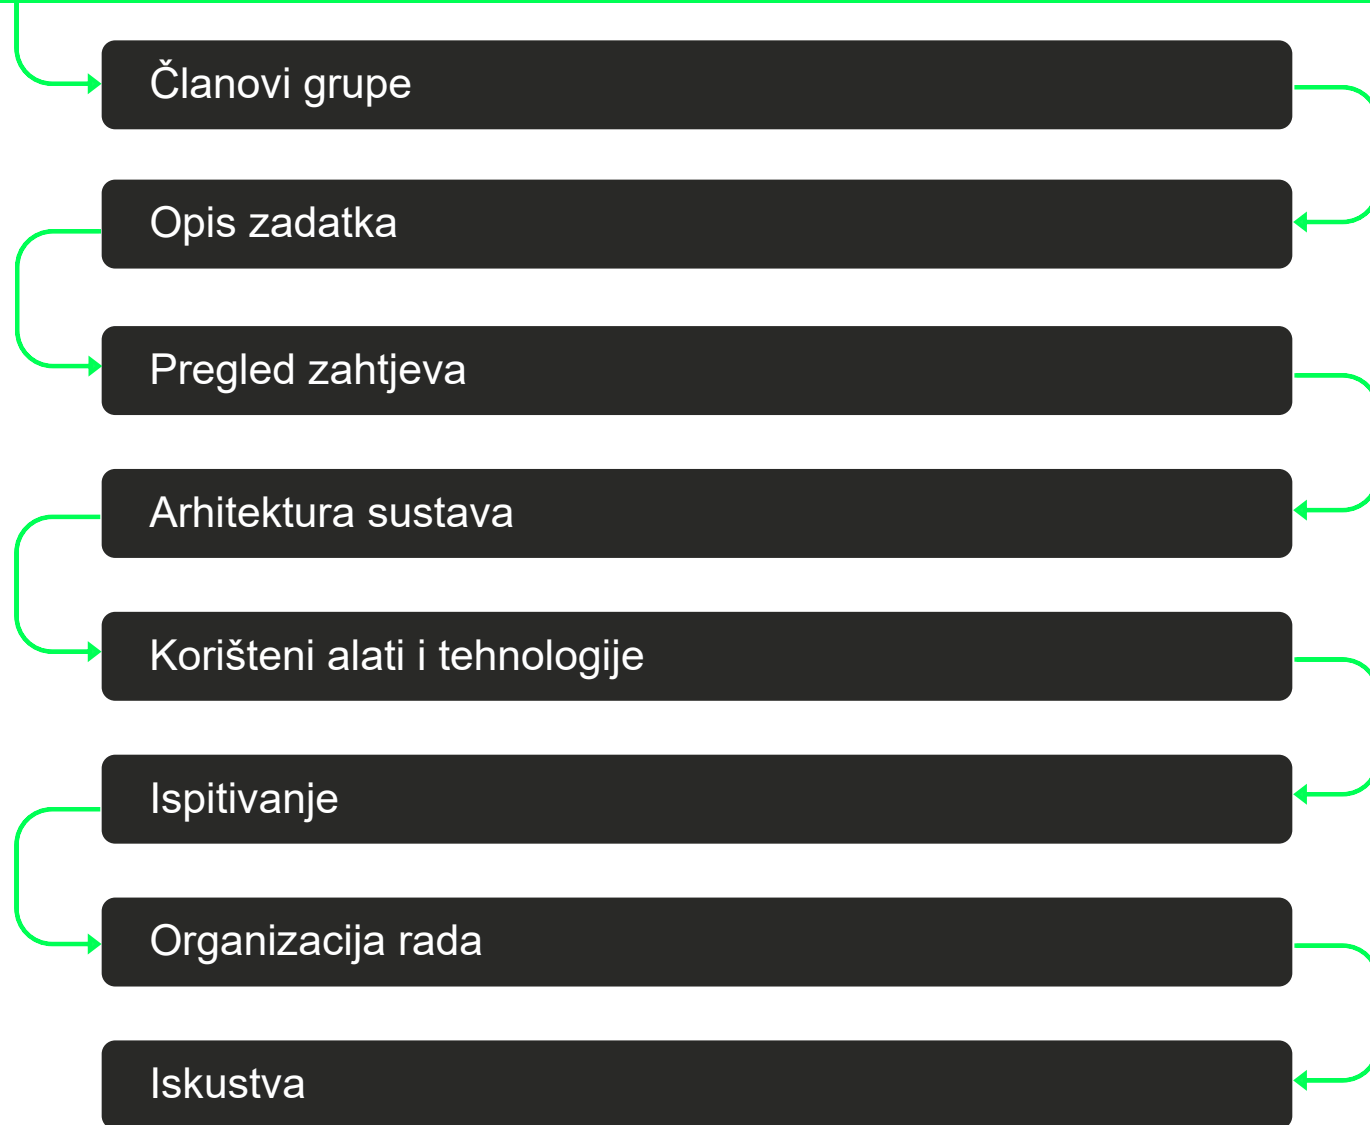 Članovi grupe
Opis zadatka
Pregled zahtjeva
Arhitektura sustava
Korišteni alati i tehnologije
Ispitivanje
Organizacija rada
Iskustva